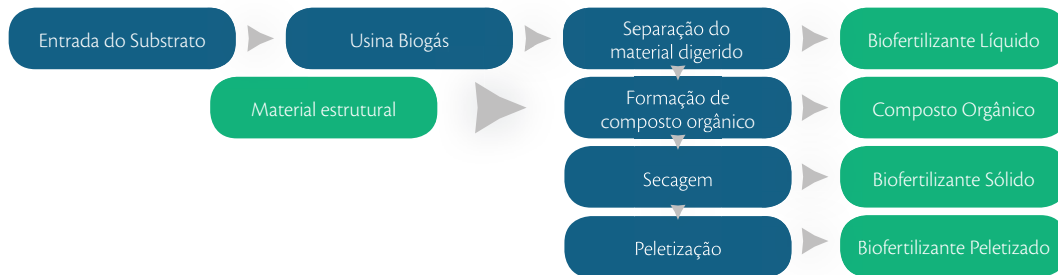 Entrada do Substrato
Usina Biogás
Separação do
material digerido
Biofertilizante Líquido
Material estrutural
Formação de
composto orgânico
Composto Orgânico
Secagem
Biofertilizante Sólido
Peletização
Biofertilizante Peletizado